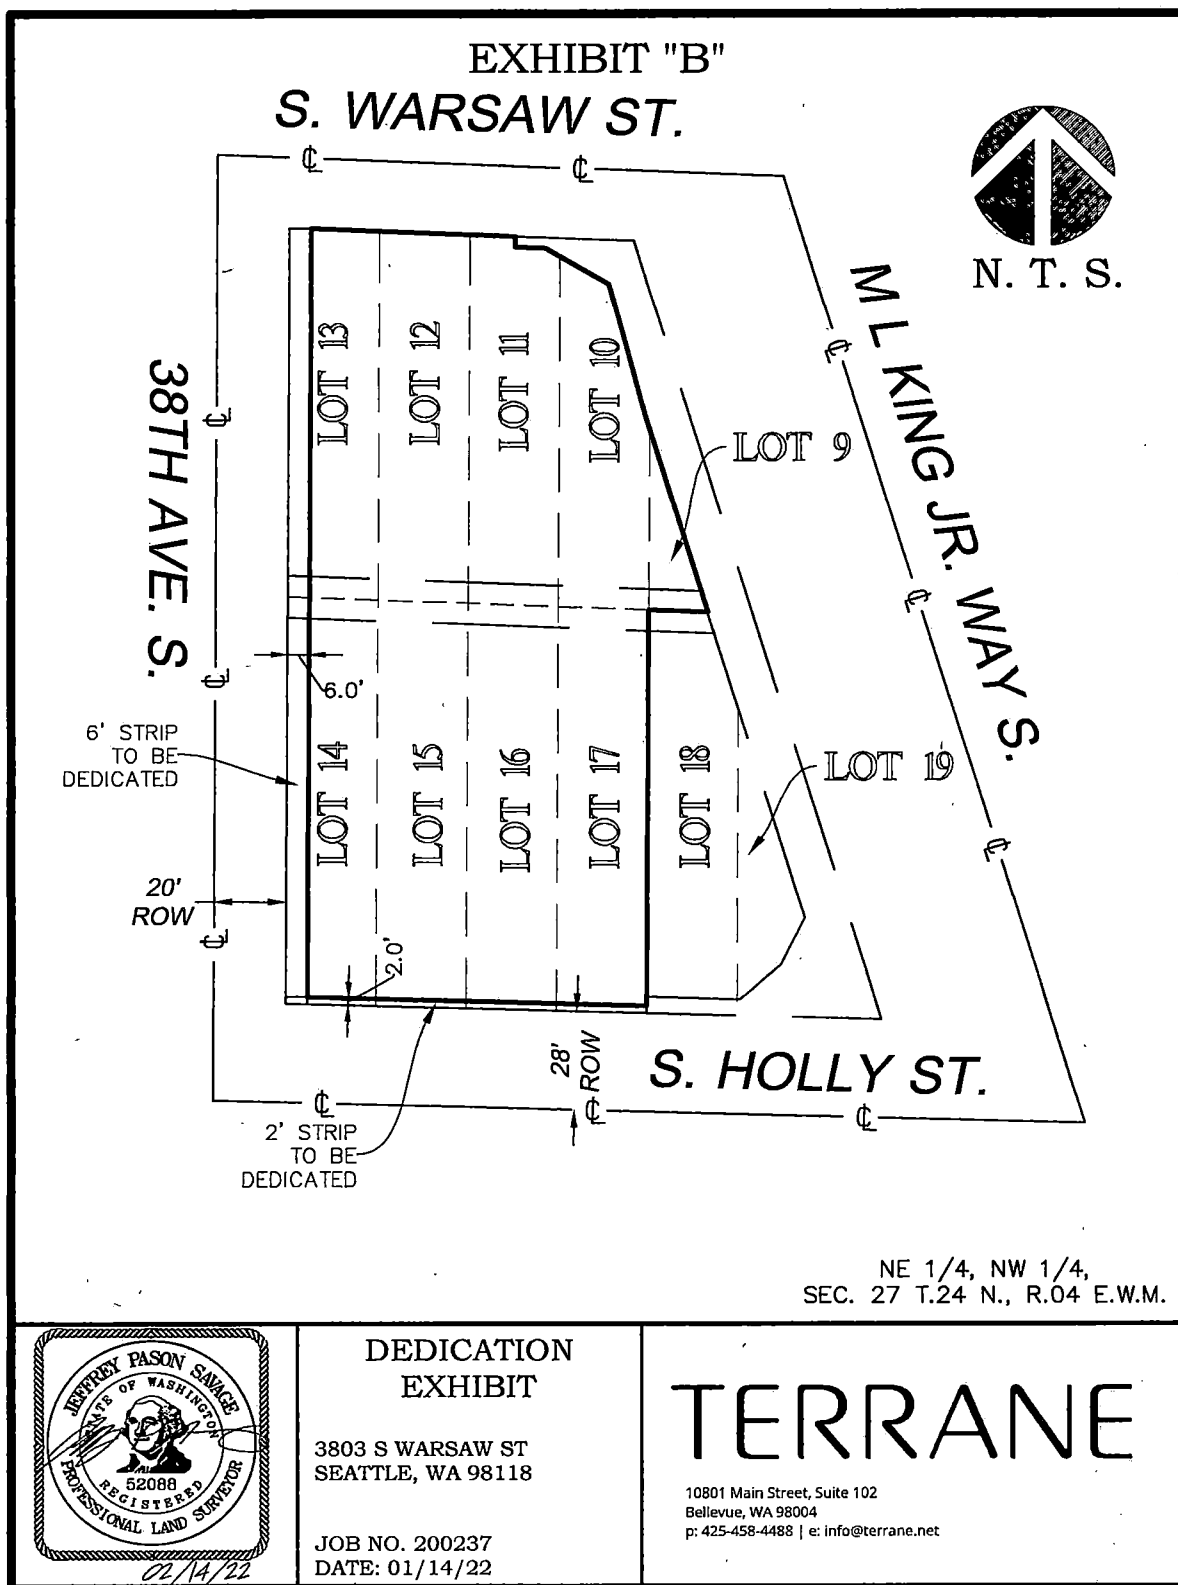 EXHIBIT "B"
S. WARSAW ST.
N. T. S.
M L KING JR. WAY S.
38TH AVE. S.
LOT 13
LOT 12
LOT 11
LOT 10
LOT 9
6.0'
6' STRIP
TO BE
DEDICATED
LOT 14
LOT 15
LOT 16
LOT 17
LOT 18
LOT 19
20'
ROW
2.0'
28'
ROW
S. HOLLY ST.
2' STRIP
TO BE
DEDICATED
NE 1/4, NW 1/4,
SEC. 27 T.24 N., R.04 E.W.M.
JEFFREY PASON SAVAGE
STATE OF WASHINGTON
52088
REGISTERED
PROFESSIONAL LAND SURVEYOR
02/14/22
DEDICATION
EXHIBIT
3803 S WARSAW ST
SEATTLE, WA 98118
JOB NO. 200237
DATE: 01/14/22
TERRANE
10801 Main Street, Suite 102
Bellevue, WA 98004
p: 425-458-4488 | e: info@terrane.net